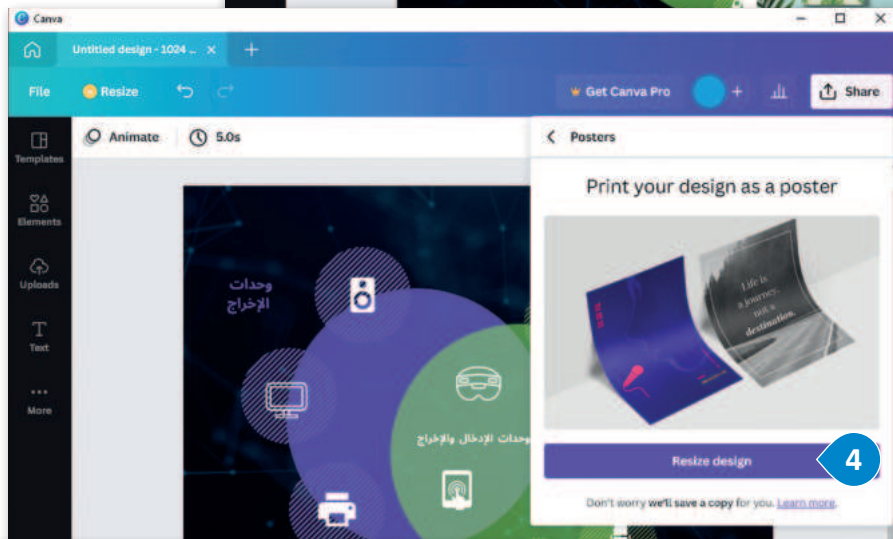 Canva
Untitled design - 1024 ...
File
Resize
Get Canva Pro
Share
Templates
Elements
Uploads
Text
More
Animate
5.0s
Posters
Print your design as a poster
Life is
a journey,
not a
destination.
وحدات
الإخراج
وحدات الإدخال والإخراج
Resize design
4
Don't worry we'll save a copy for you. Learn more.